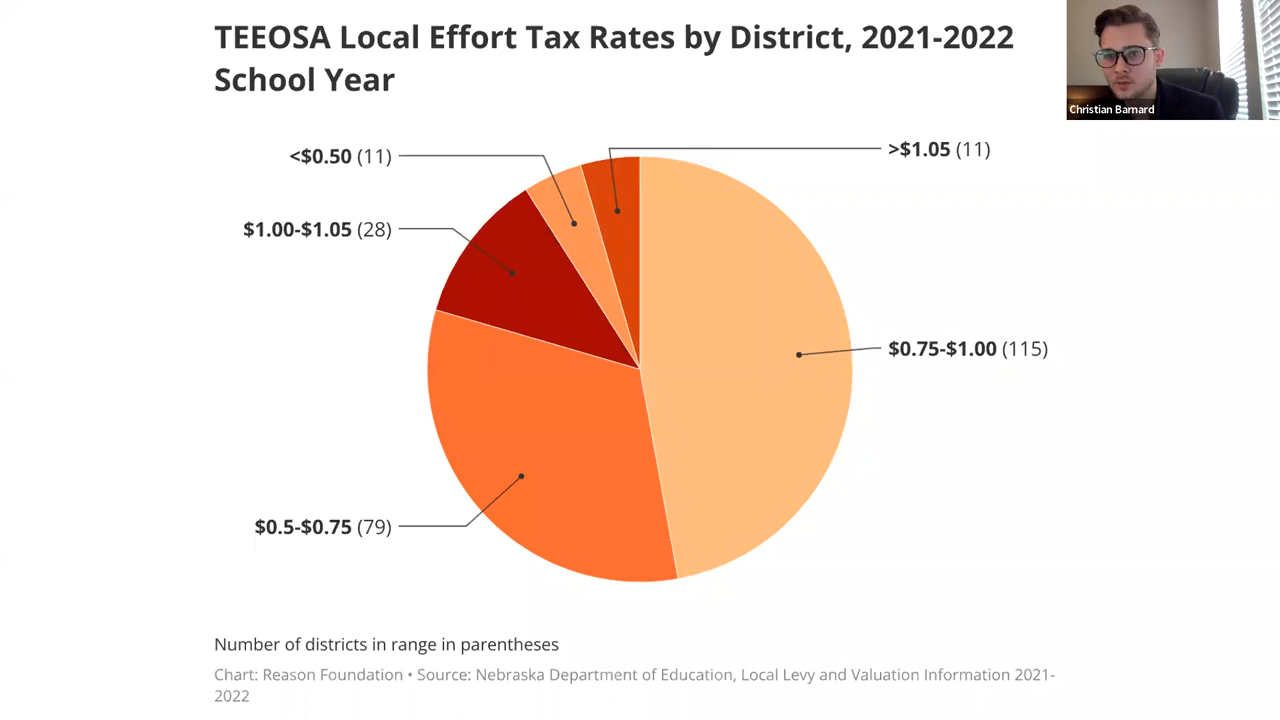 TEEOSA Local Effort Tax Rates by District, 2021-2022
School Year
Christian Barnard
<$0.50 (11)
>$1.05 (11)
$1.00-$1.05 (28)
$0.75-$1.00 (115)
$0.5-$0.75 (79)
Number of districts in range in parentheses
Chart: Reason Foundation • Source: Nebraska Department of Education, Local Levy and Valuation Information 2021-
2022